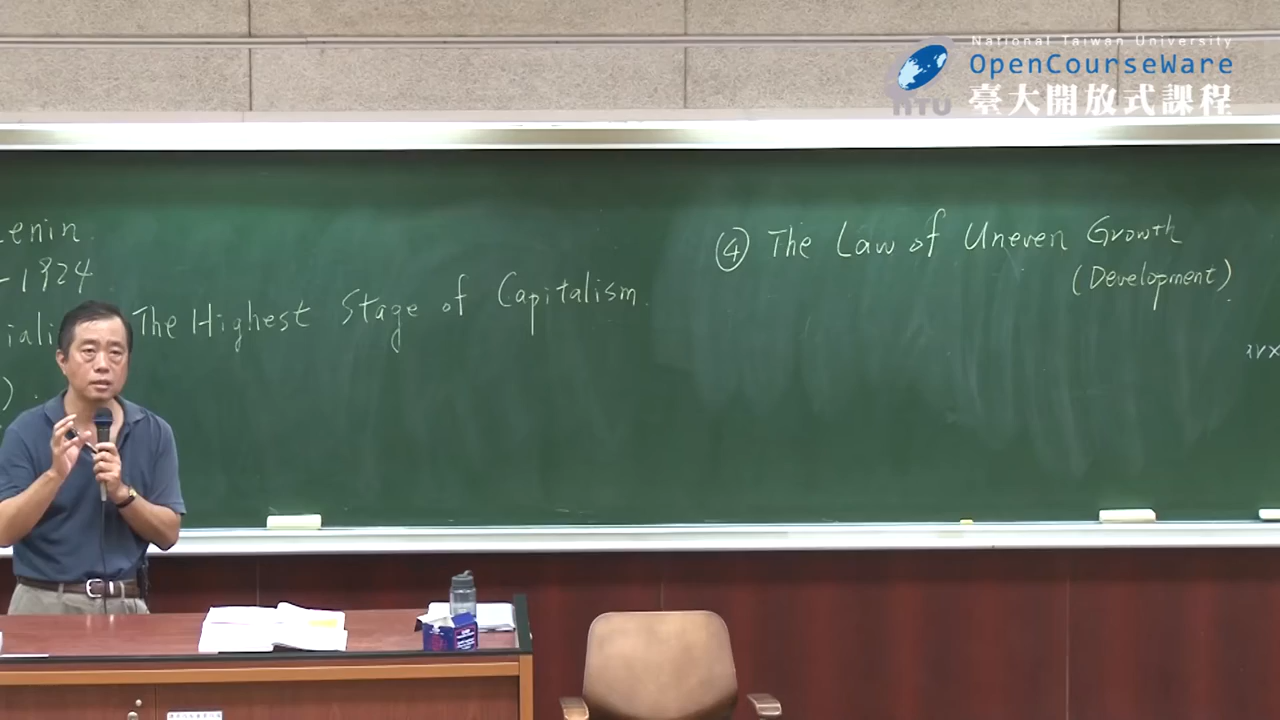 National Taiwan University
OpenCourseWare
臺大開放式課程
NTU
enin
-1924
iali The Highest Stage of Capitalism.
) .
④ The Law of Uneven Growth
(Development)